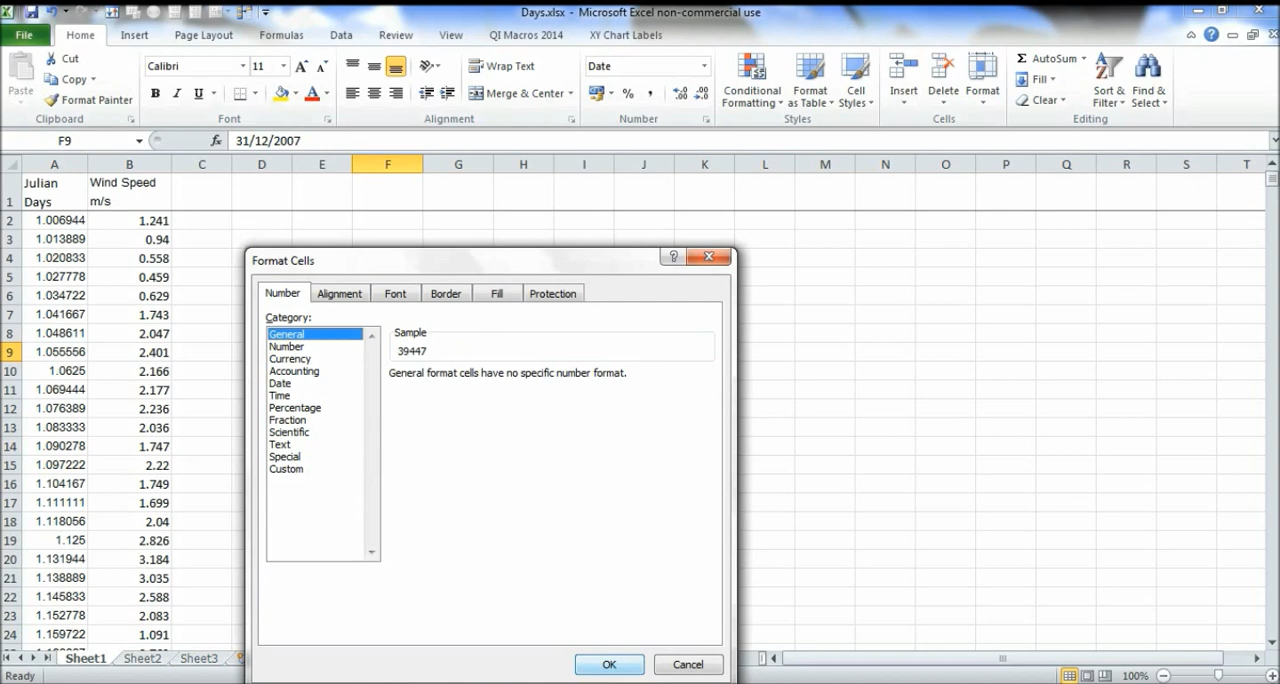 Days.xlsx - Microsoft Excel non-commercial use
File Home Insert Page Layout Formulas Data Review View QI Macros 2014 XY Chart Labels
Paste
Cut
Copy
Format Painter
Clipboard
Calibri 11
B I U
Font
Wrap Text
Merge & Center
Alignment
Date
%
Number
Conditional Formatting
Format as Table
Cell Styles
Styles
Insert Delete Format
Cells
AutoSum
Fill
Clear
Sort & Filter
Find & Select
Editing
F9 fx 31/12/2007
A B C D E F G H I J K L M N O P Q R S T
1 Julian Days Wind Speed m/s
2 1.006944 1.241
3 1.013889 0.94
4 1.020833 0.558
5 1.027778 0.459
6 1.034722 0.629
7 1.041667 1.743
8 1.048611 2.047
9 1.055556 2.401
10 1.0625 2.166
11 1.069444 2.177
12 1.076389 2.236
13 1.083333 2.036
14 1.090278 1.747
15 1.097222 2.22
16 1.104167 1.749
17 1.111111 1.699
18 1.118056 2.04
19 1.125 2.826
20 1.131944 3.184
21 1.138889 3.035
22 1.145833 2.588
23 1.152778 2.083
24 1.159722 1.091
Format Cells
Number Alignment Font Border Fill Protection
Category:
General
Number
Currency
Accounting
Date
Time
Percentage
Fraction
Scientific
Text
Special
Custom
Sample
39447
General format cells have no specific number format.
OK Cancel
Sheet1 Sheet2 Sheet3
Ready 100%